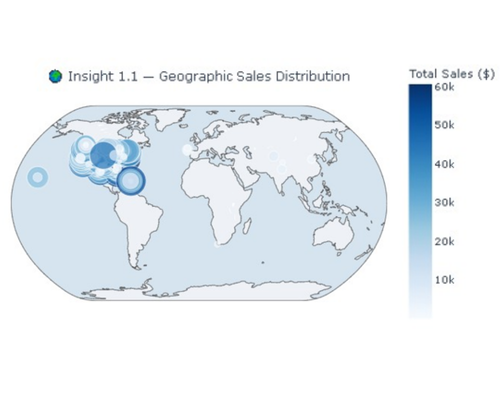 Insight 1.1 — Geographic Sales Distribution
Total Sales ($)
60k
50k
40k
30k
20k
10k